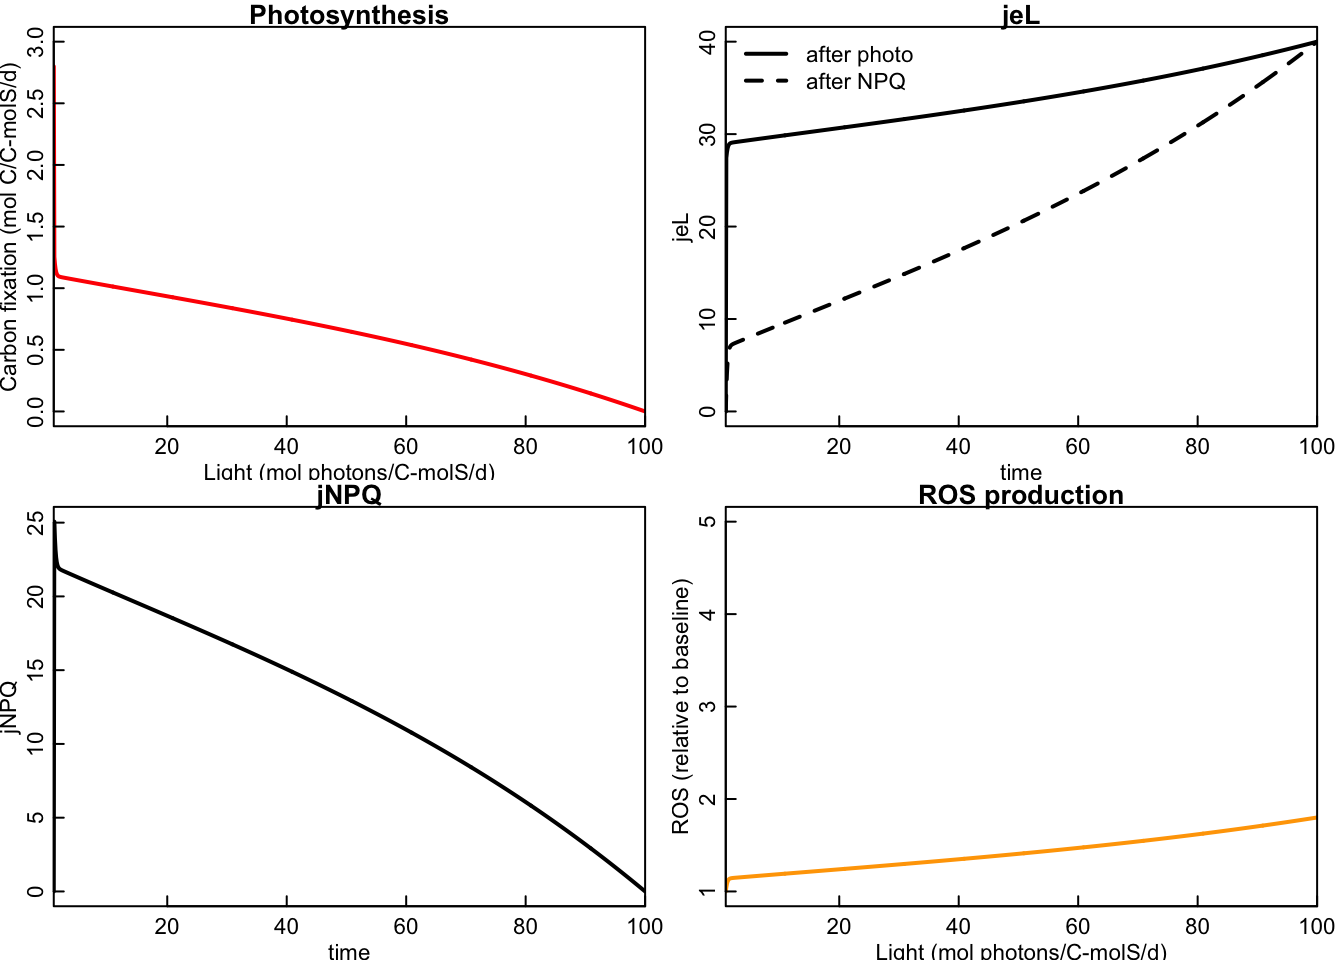 Photosynthesis
Carbon fixation (mol C/C-molS/d)
3.0
2.5
2.0
1.5
1.0
0.5
0.0
20 40 60 80 100
Light (mol photons/C-molS/d)
jeL
after photo
after NPQ
jeL
40
30
20
10
0
20 40 60 80 100
time
jNPQ
jNPQ
25
20
15
10
5
0
20 40 60 80 100
time
ROS production
ROS (relative to baseline)
5
4
3
2
1
20 40 60 80 100
Light (mol photons/C-molS/d)